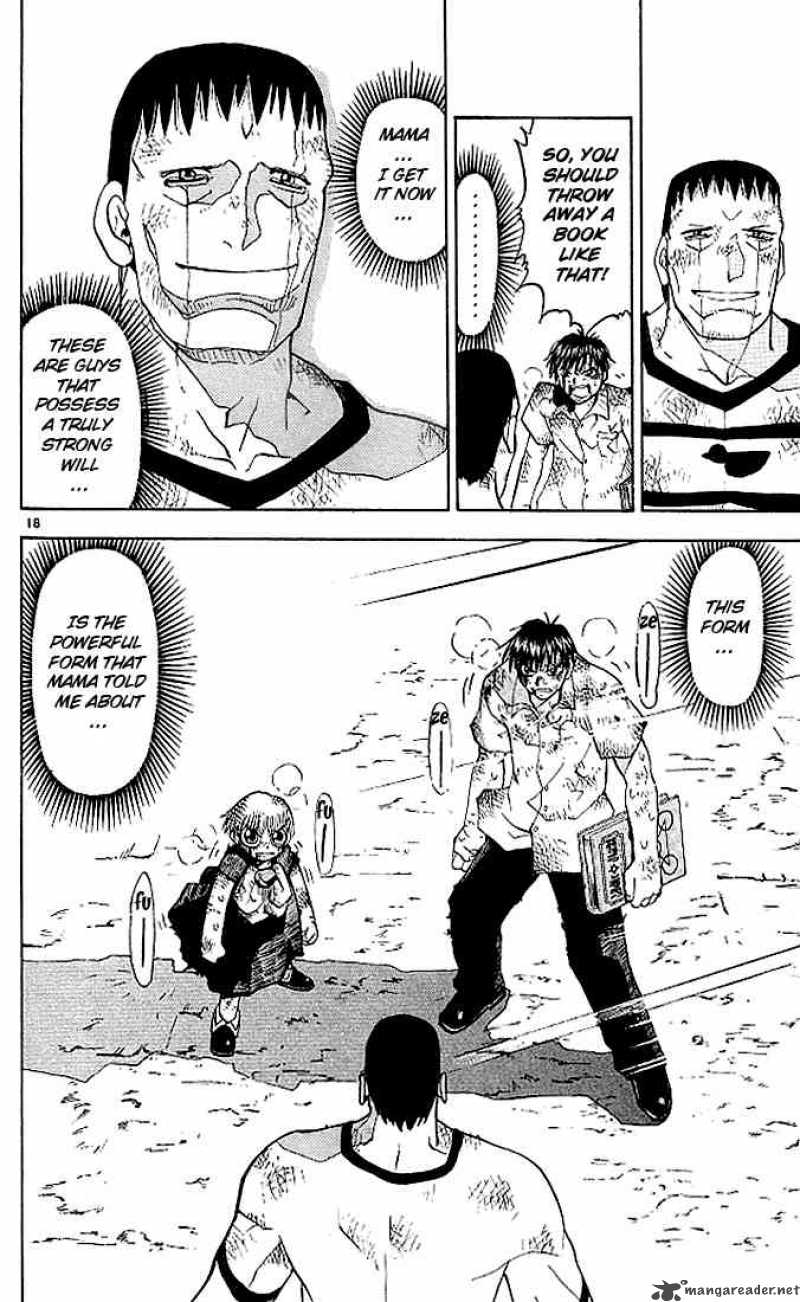 SO, YOU
SHOULD
THROW
AWAY A
BOOK
LIKE
THAT!
..........
MAMA
...
I GET
IT NOW
...
THESE
ARE GUYS
THAT
POSSESS
A TRULY
STRONG
WILL
...
18
THIS
FORM
...
ze
ze
fu
fu
IS THE
POWERFUL
FORM THAT
MAMA TOLD
ME ABOUT
...
mangareader.net